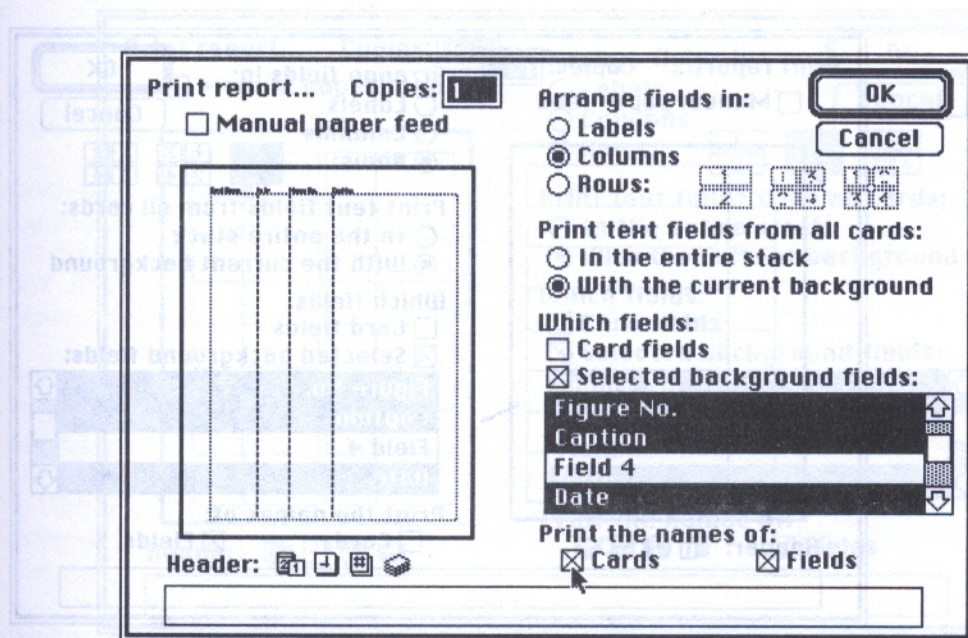 Print report... Copies: 1
Manual paper feed
Header:
Arrange fields in:
Labels
Columns
Rows:
Print text fields from all cards:
In the entire stack
With the current background
Which fields:
Card fields
Selected background fields:
Figure No.
Caption
Field 4
Date
Print the names of:
Cards Fields
OK
Cancel